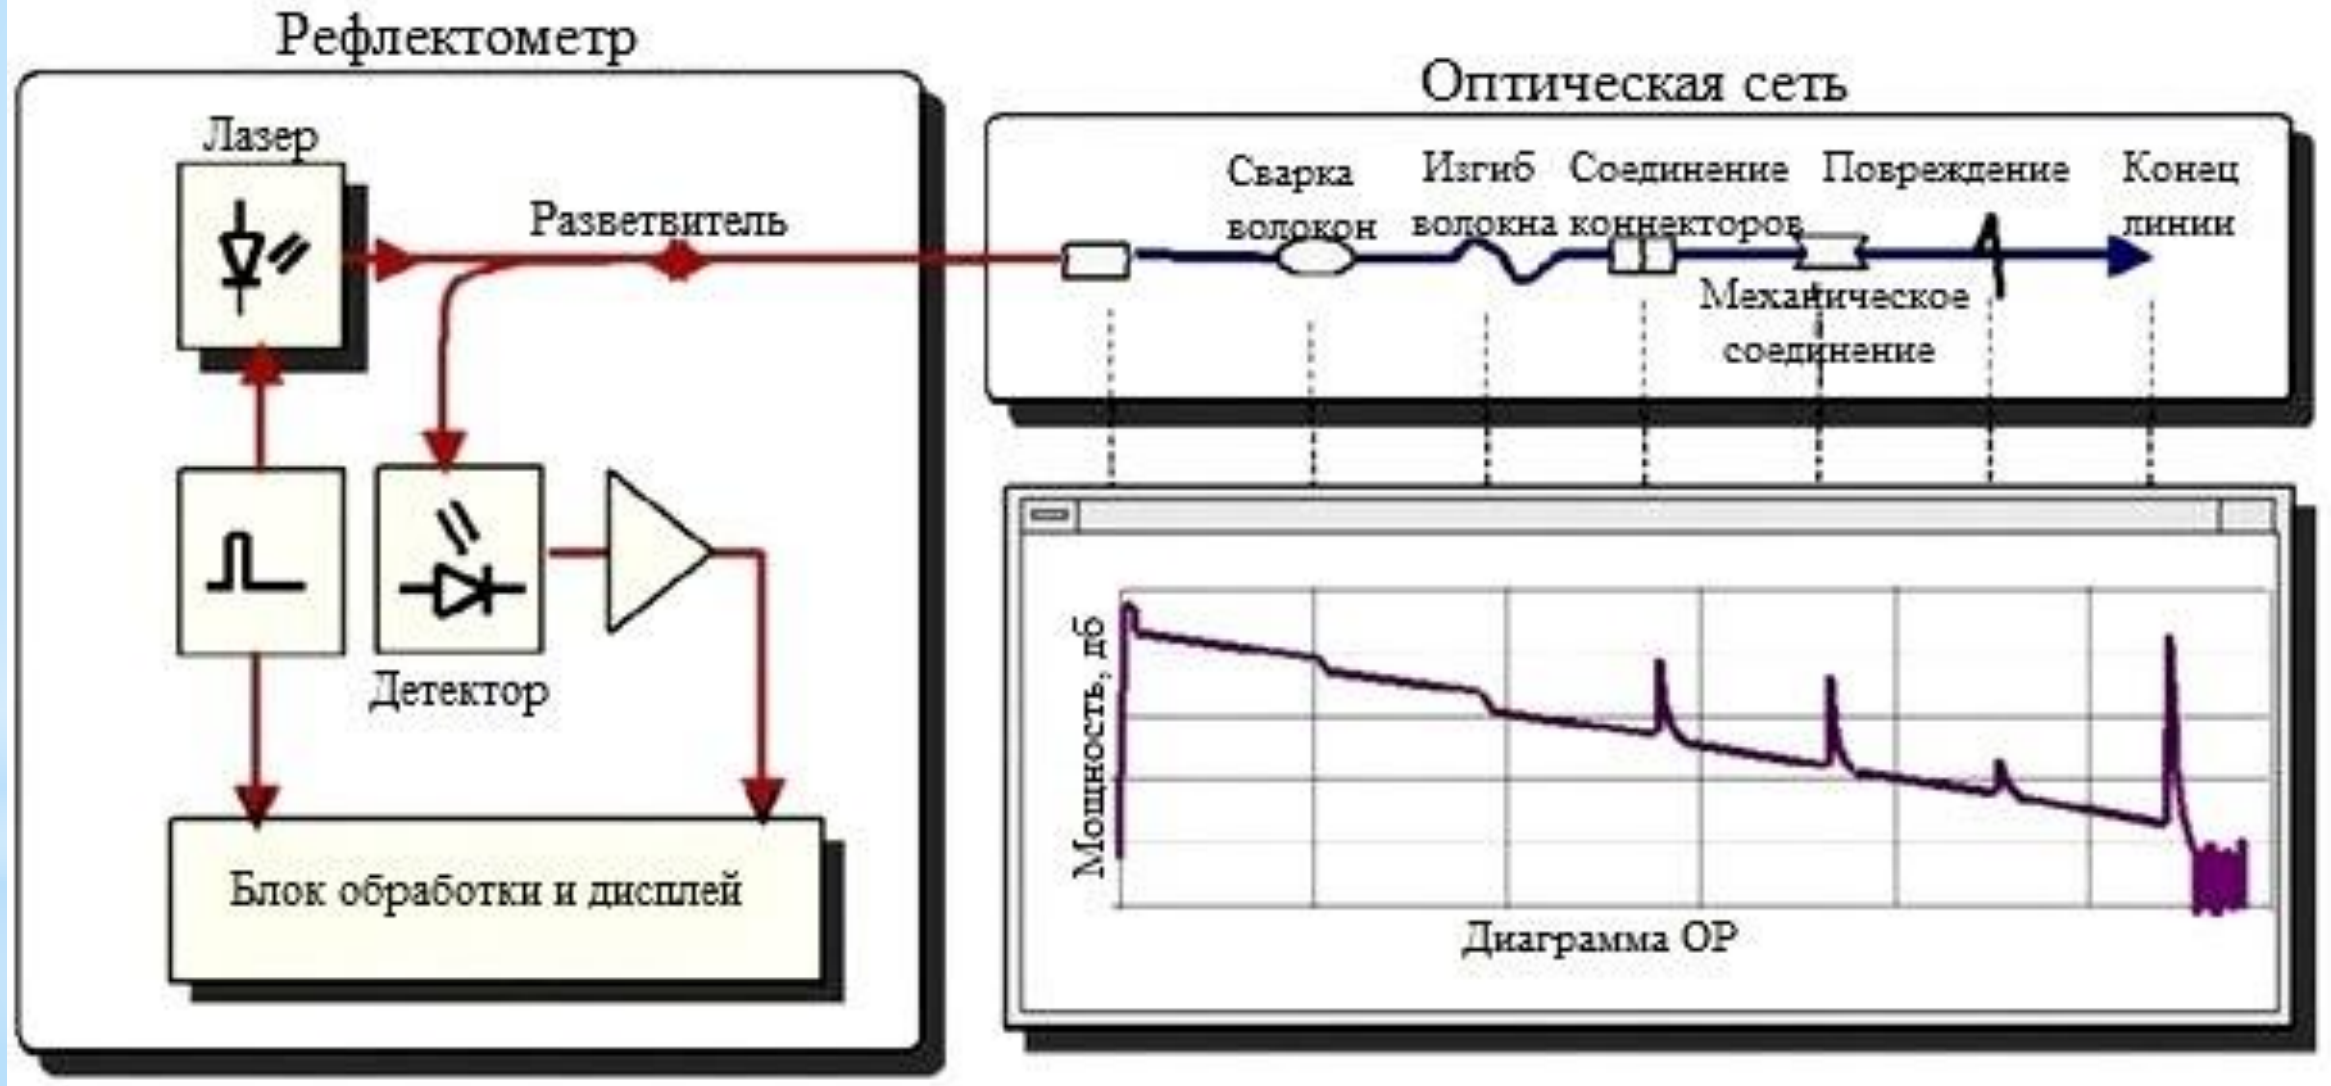 Рефлектометр
Лазер
Разветвитель
Детектор
Блок обработки и дисплей
Оптическая сеть
Сварка
волокон
Изгиб
волокна
Соединение
коннекторов
Механическое
соединение
Повреждение
Конец
линии
Мощность, дб
Диаграмма ОР